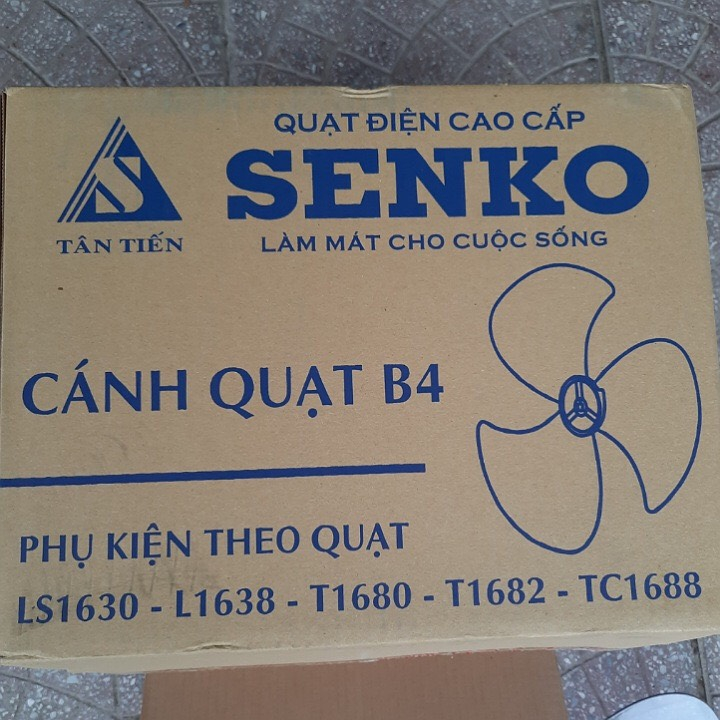 QUẠT ĐIỆN CAO CẤP
SENKO
LÀM MÁT CHO CUỘC SỐNG
S
TÂN TIẾN
CÁNH QUẠT B4
PHỤ KIỆN THEO QUẠT
LS1630 - L1638 - T1680 - T1682 - TC1688